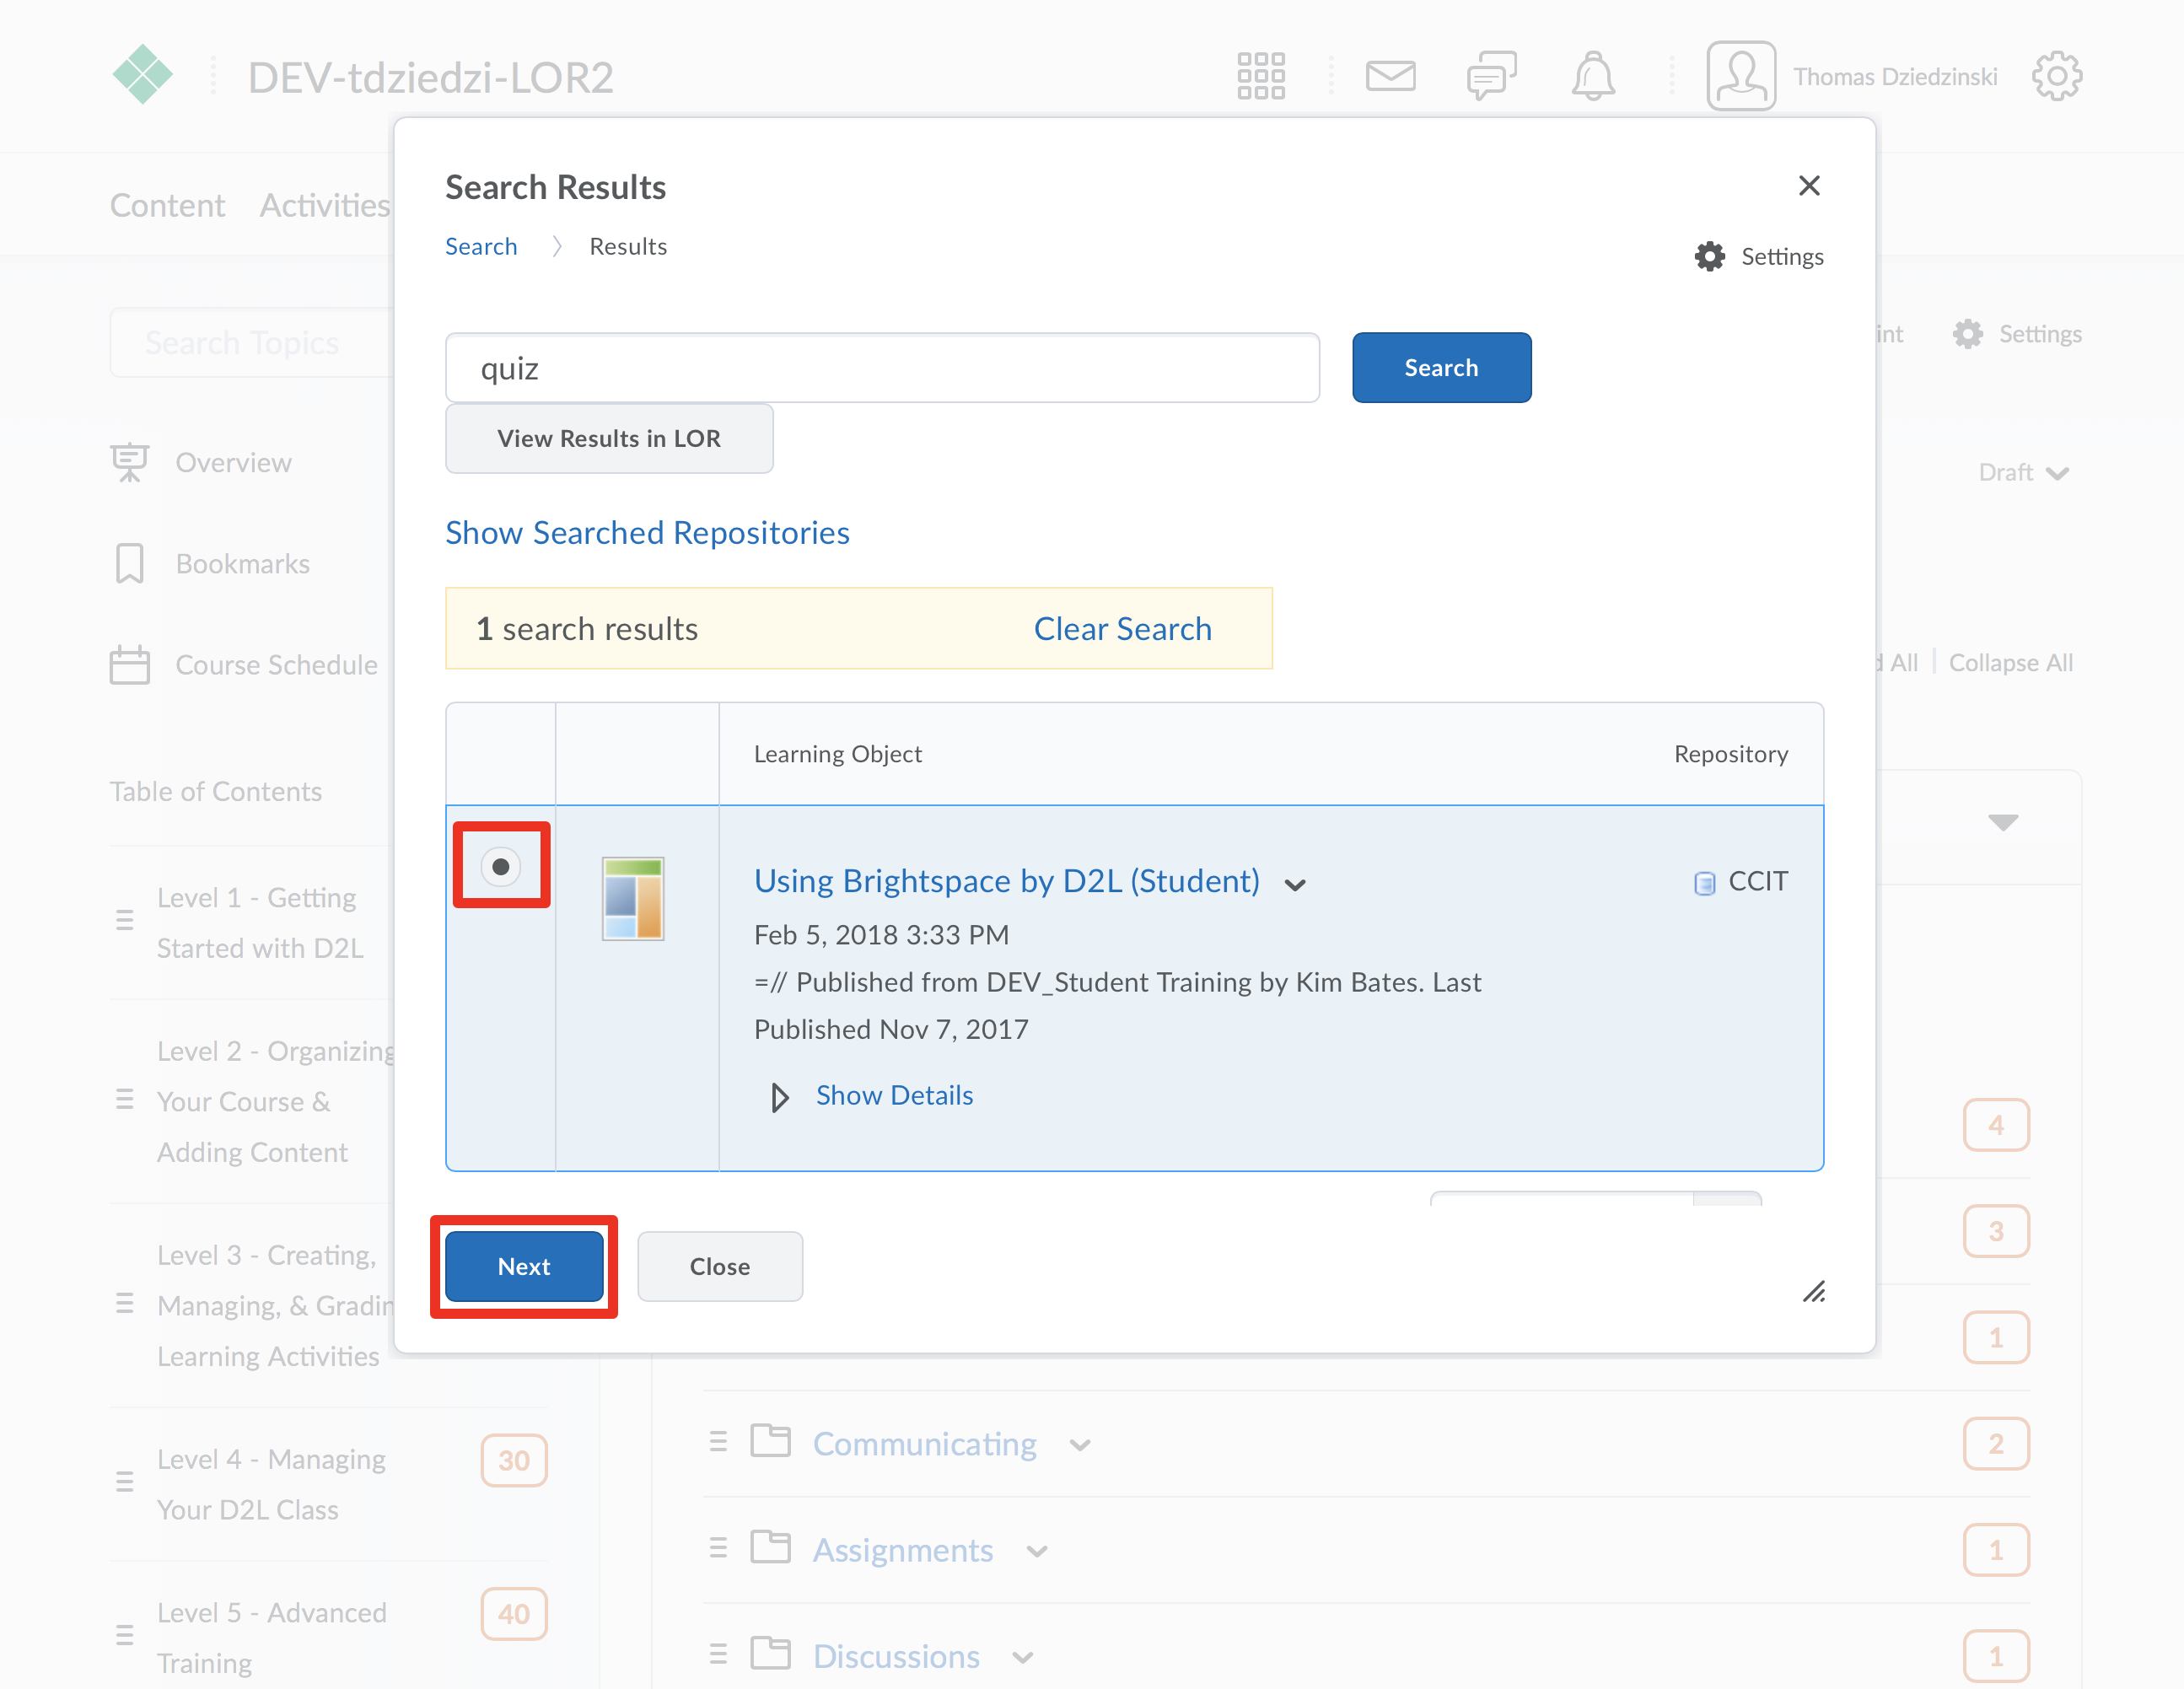 DEV-tdziedzi-LOR2
Thomas Dziedzinski
Content Activities
Search Results
Search Results
Settings
Search Topics
quiz
Search
Settings
View Results in LOR
Overview
Draft
Show Searched Repositories
Bookmarks
1 search results Clear Search
Course Schedule
All Collapse All
Learning Object Repository
Table of Contents
Using Brightspace by D2L (Student)
CCIT
Feb 5, 2018 3:33 PM
=// Published from DEV_Student Training by Kim Bates. Last
Published Nov 7, 2017
Show Details
Next Close
Level 1 - Getting
Started with D2L
Level 2 - Organizing
Your Course &
Adding Content
Level 3 - Creating,
Managing, & Gradin
Learning Activities
Level 4 - Managing
Your D2L Class
30
Level 5 - Advanced
Training
40
4
3
1
Communicating 2
Assignments 1
Discussions 1